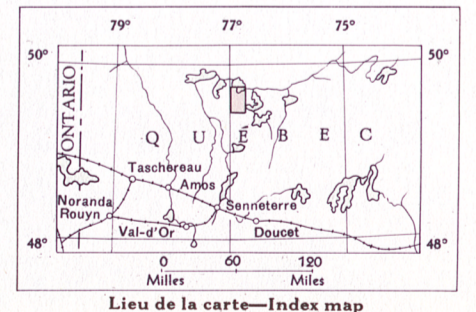 79° 77° 75°
50° 50°
ONTARIO
Q U É B E C
Taschereau
Amos
Noranda
Rouyn
Senneterre
Val-d'Or Doucet
48° 48°
0 60 120
Milles Miles
Lieu de la carte—Index map